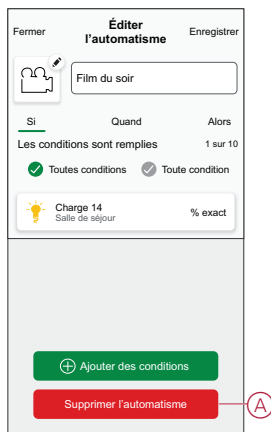 Fermer
Éditer
l'automatisme
Enregistrer
Film du soir
Si
Quand
Alors
Les conditions sont remplies
1 sur 10
Toutes conditions
Toute condition
Charge 14
Salle de séjour
% exact
Ajouter des conditions
Supprimer l'automatisme
A